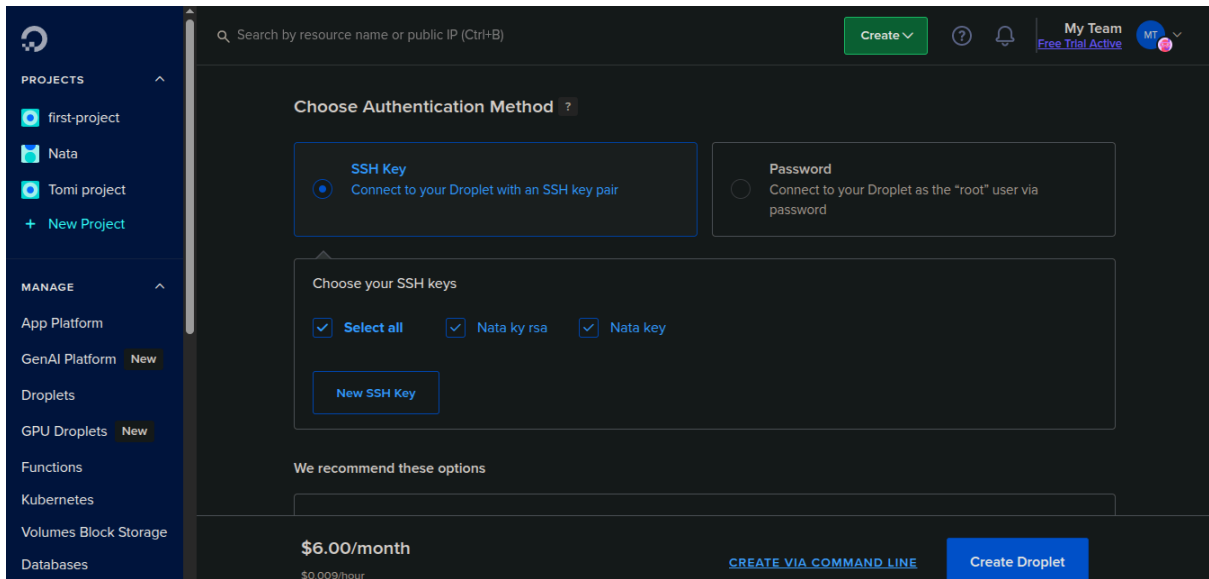 Search by resource name or public IP (Ctrl+B)
Create
?
My Team
Free Trial Active
MT
PROJECTS
first-project
Nata
Tomi project
+ New Project
MANAGE
App Platform
GenAI Platform New
Droplets
GPU Droplets New
Functions
Kubernetes
Volumes Block Storage
Databases
Choose Authentication Method ?
SSH Key
Connect to your Droplet with an SSH key pair
Password
Connect to your Droplet as the “root” user via
password
Choose your SSH keys
Select all Nata ky rsa Nata key
New SSH Key
We recommend these options
$6.00/month
$0.009/hour
CREATE VIA COMMAND LINE
Create Droplet